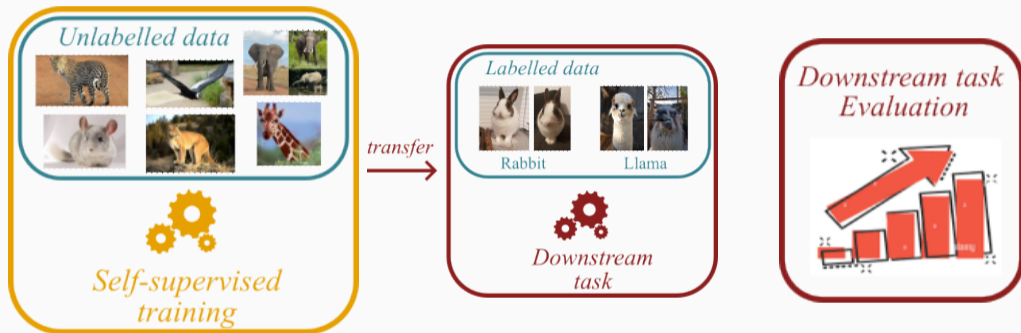 Unlabelled data
Self-supervised
training
transfer
Labelled data
Rabbit
Llama
Downstream
task
Downstream task
Evaluation